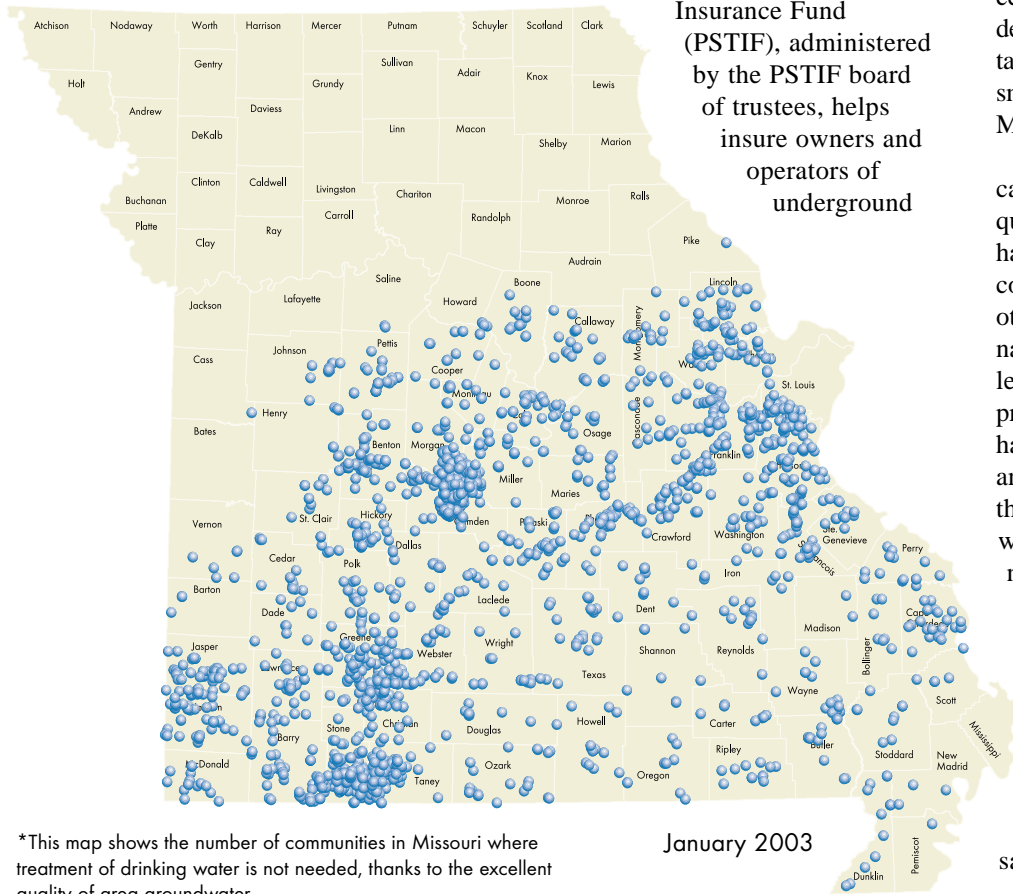 Insurance Fund
(PSTIF), administered
by the PSTIF board
of trustees, helps
insure owners and
operators of
underground
Atchison Nodaway Worth Harrison Mercer Putnam Schuyler Scotland Clark
Holt Gentry Grundy Sullivan Adair Knox Lewis
Andrew DeKalb Daviess Linn Macon Shelby Marion
Buchanan Clinton Caldwell Livingston Chariton Monroe Ralls
Platte Clay Ray Carroll Randolph Audrain Pike
Jackson Lafayette Saline Howard Boone Callaway Montgomery Lincoln
Cass Johnson Pettis Cooper St. Louis
Bates Henry Benton Morgan Miller Osage
Vernon St. Clair Hickory Maries Crawford Washington Ste.
Genevieve
Cedar Polk Dallas Iron Perry
Barton Dade Laclede Dent Madison
Jasper Greene Webster Wright Texas Shannon Reynolds Bollinger
Wayne Scott
Barry Stone Douglas Howell Carter Butler Stoddard Mississippi
New
Madrid
Taney Ozark Oregon Ripley
Dunklin Pemiscot
January 2003
*This map shows the number of communities in Missouri where
treatment of drinking water is not needed, thanks to the excellent
quality of area groundwater